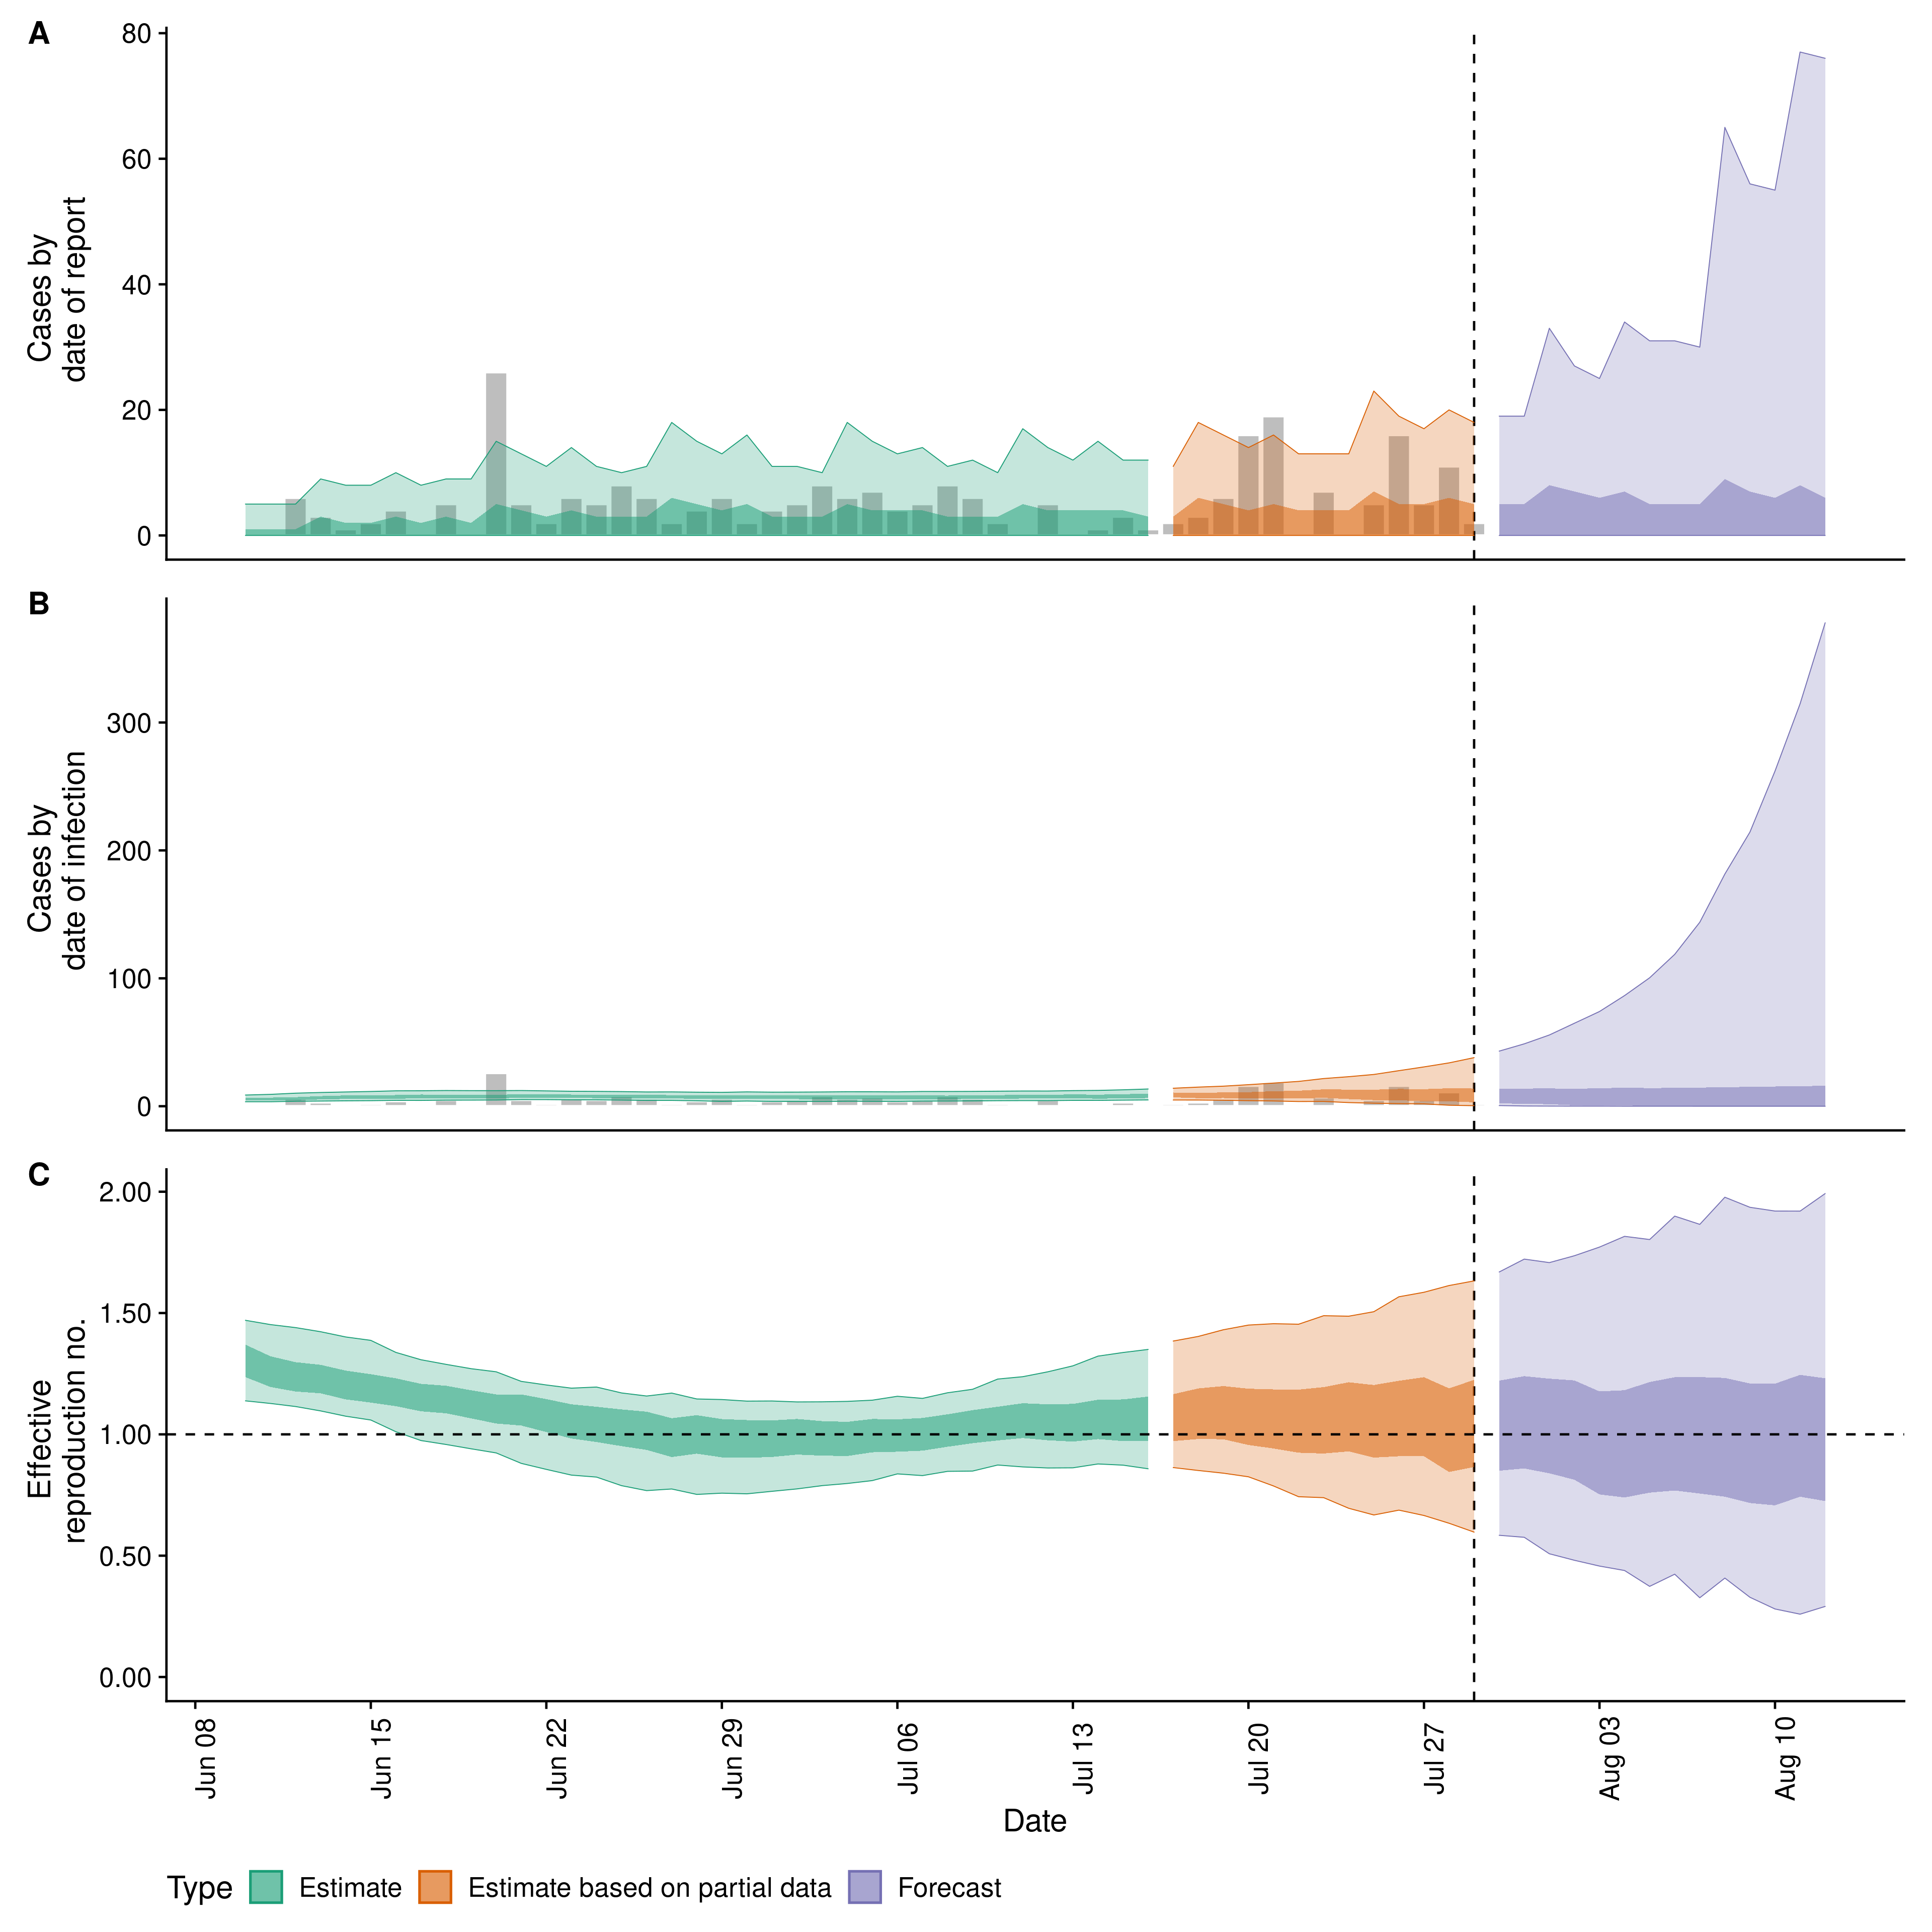 A
80
60
40
20
0
Cases by
date of report
B
300
200
100
0
Cases by
date of infection
C
2.00
1.50
1.00
0.50
0.00
Effective
reproduction no.
Jun 08
Jun 15
Jun 22
Jun 29
Jul 06
Jul 13
Jul 20
Jul 27
Aug 03
Aug 10
Date
Type Estimate Estimate based on partial data Forecast